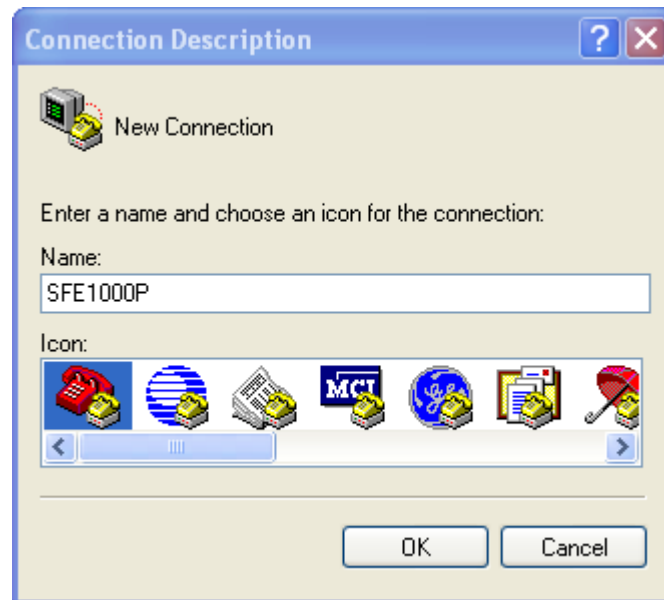 Connection Description
?
New Connection
Enter a name and choose an icon for the connection:
Name:
SFE1000P
Icon:
MCI
OK
Cancel